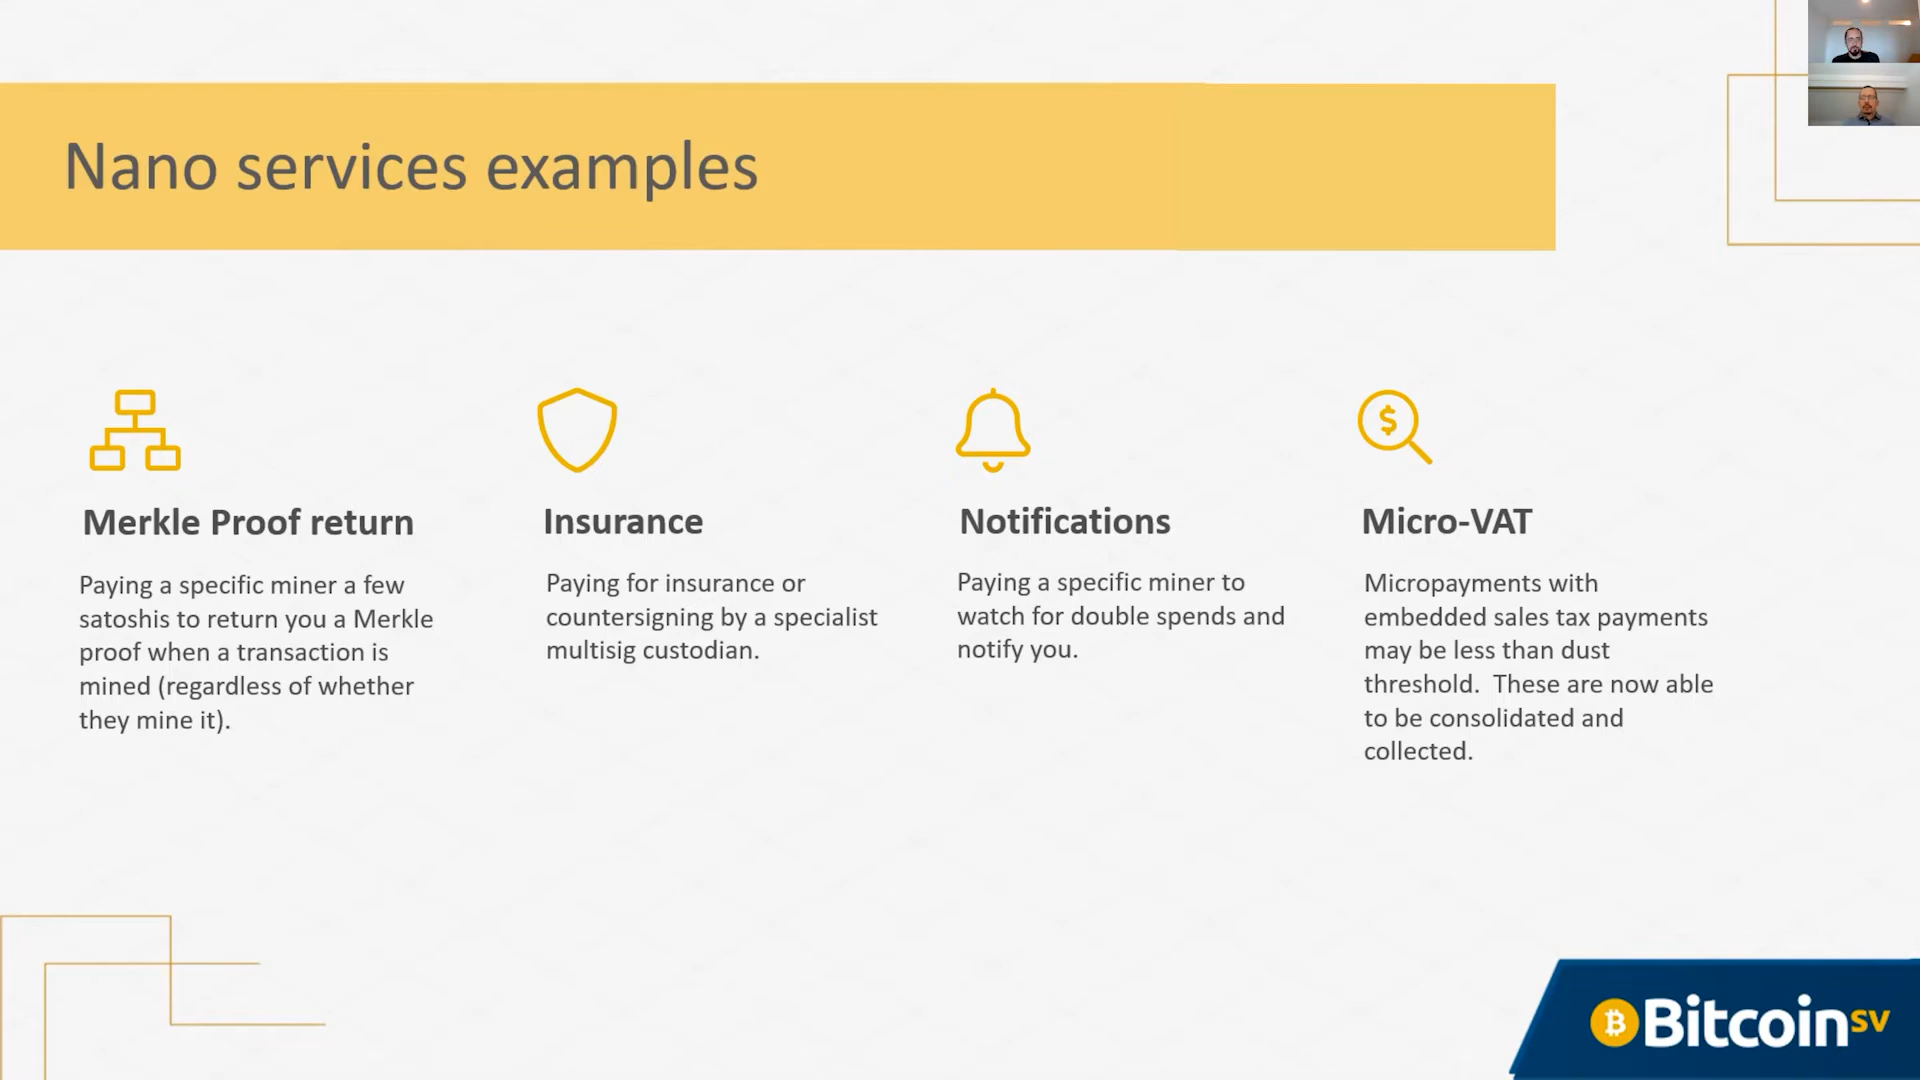 Nano services examples
Merkle Proof return
Paying a specific miner a few
satoshis to return you a Merkle
proof when a transaction is
mined (regardless of whether
they mine it).
Insurance
Paying for insurance or
countersigning by a specialist
multisig custodian.
Notifications
Paying a specific miner to
watch for double spends and
notify you.
$
Micro-VAT
Micropayments with
embedded sales tax payments
may be less than dust
threshold.  These are now able
to be consolidated and
collected.
BitcoinSV